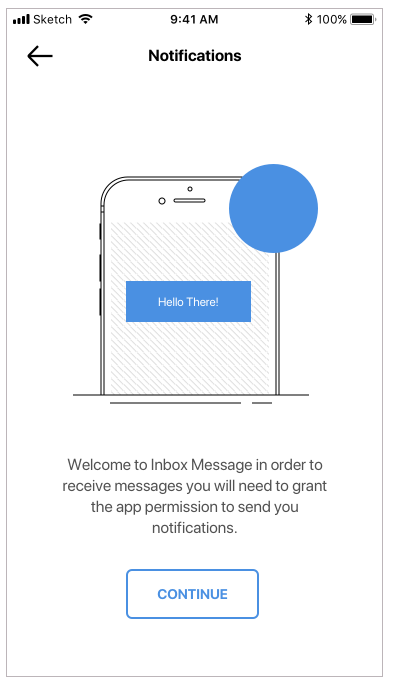 Sketch 9:41 AM 100%
Notifications
Hello There!
Welcome to Inbox Message in order to
receive messages you will need to grant
the app permission to send you
notifications.
CONTINUE